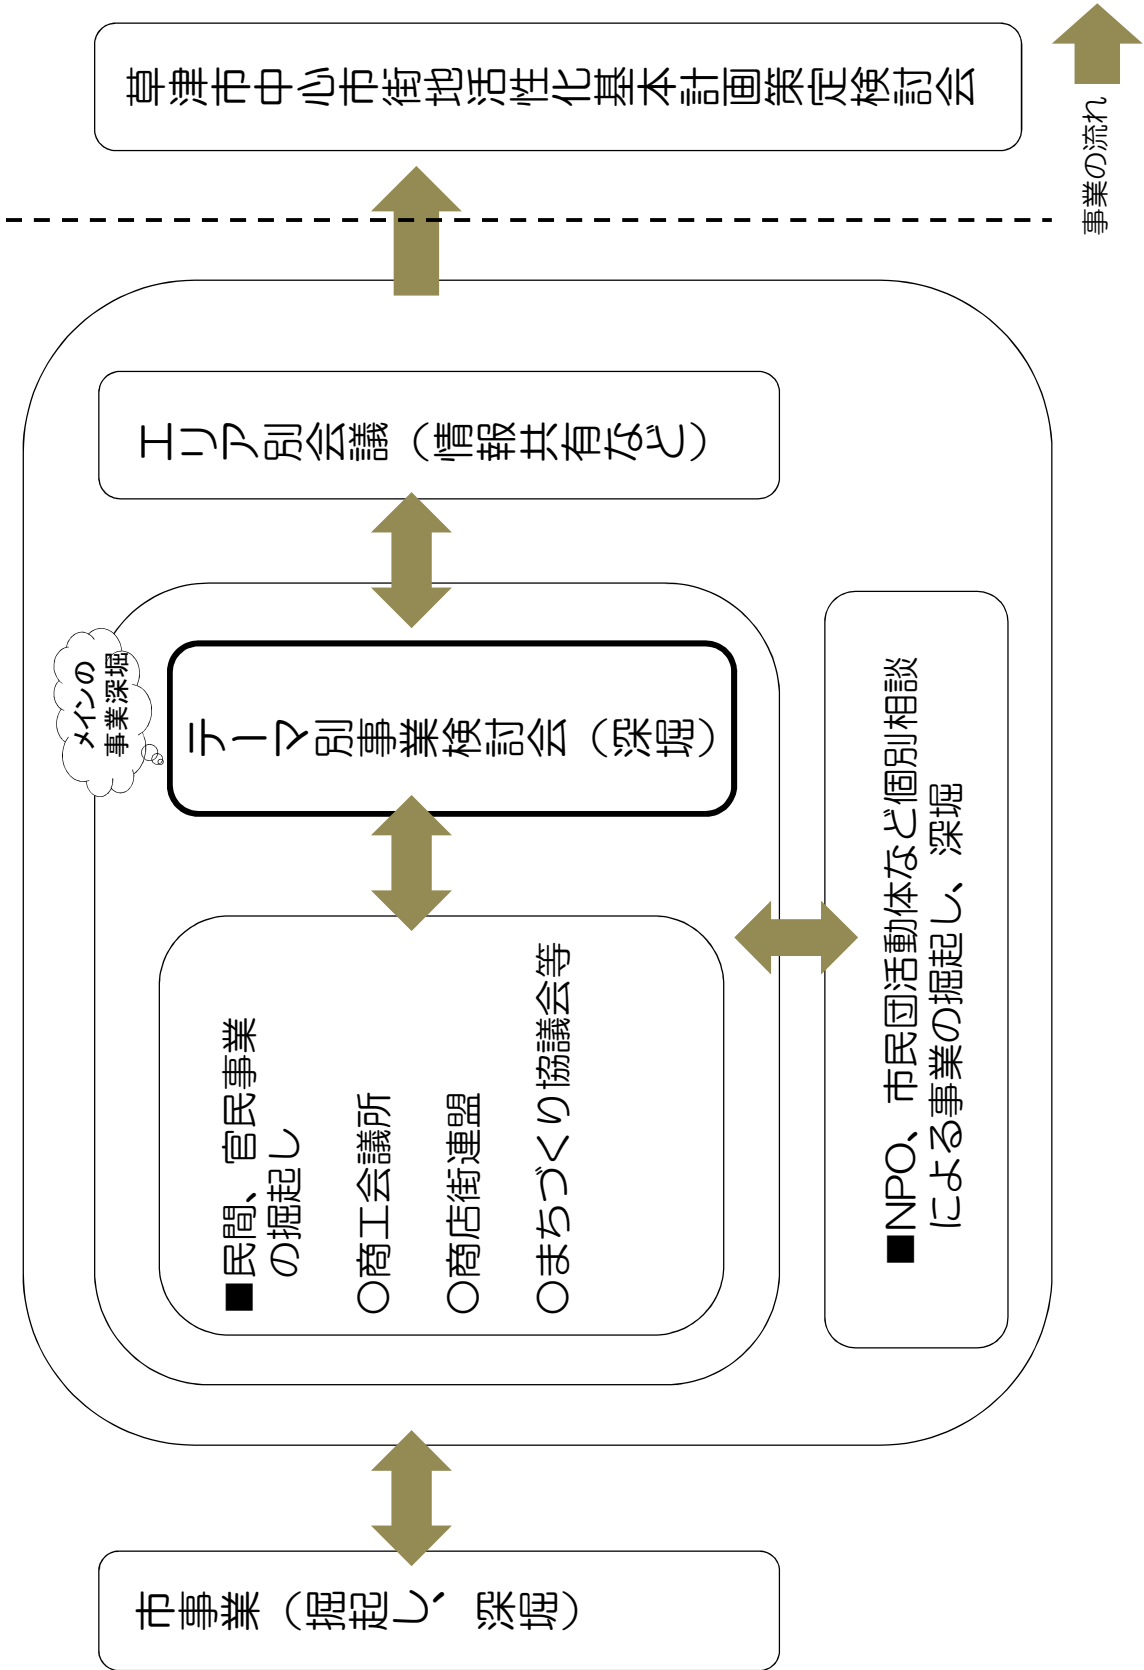 市事業（掘起し、深堀）
■民間、官民事業
の掘起し
○商工会議所
○商店街連盟
○まちづくり協議会等
メインの
事業深堀
テーマ別事業検討会（深堀）
■NPO、市民団活動体など個別相談
による事業の掘起し、深堀
エリア別会議（情報共有など）
草津市中心市街地活性化基本計画策定検討会
事業の流れ